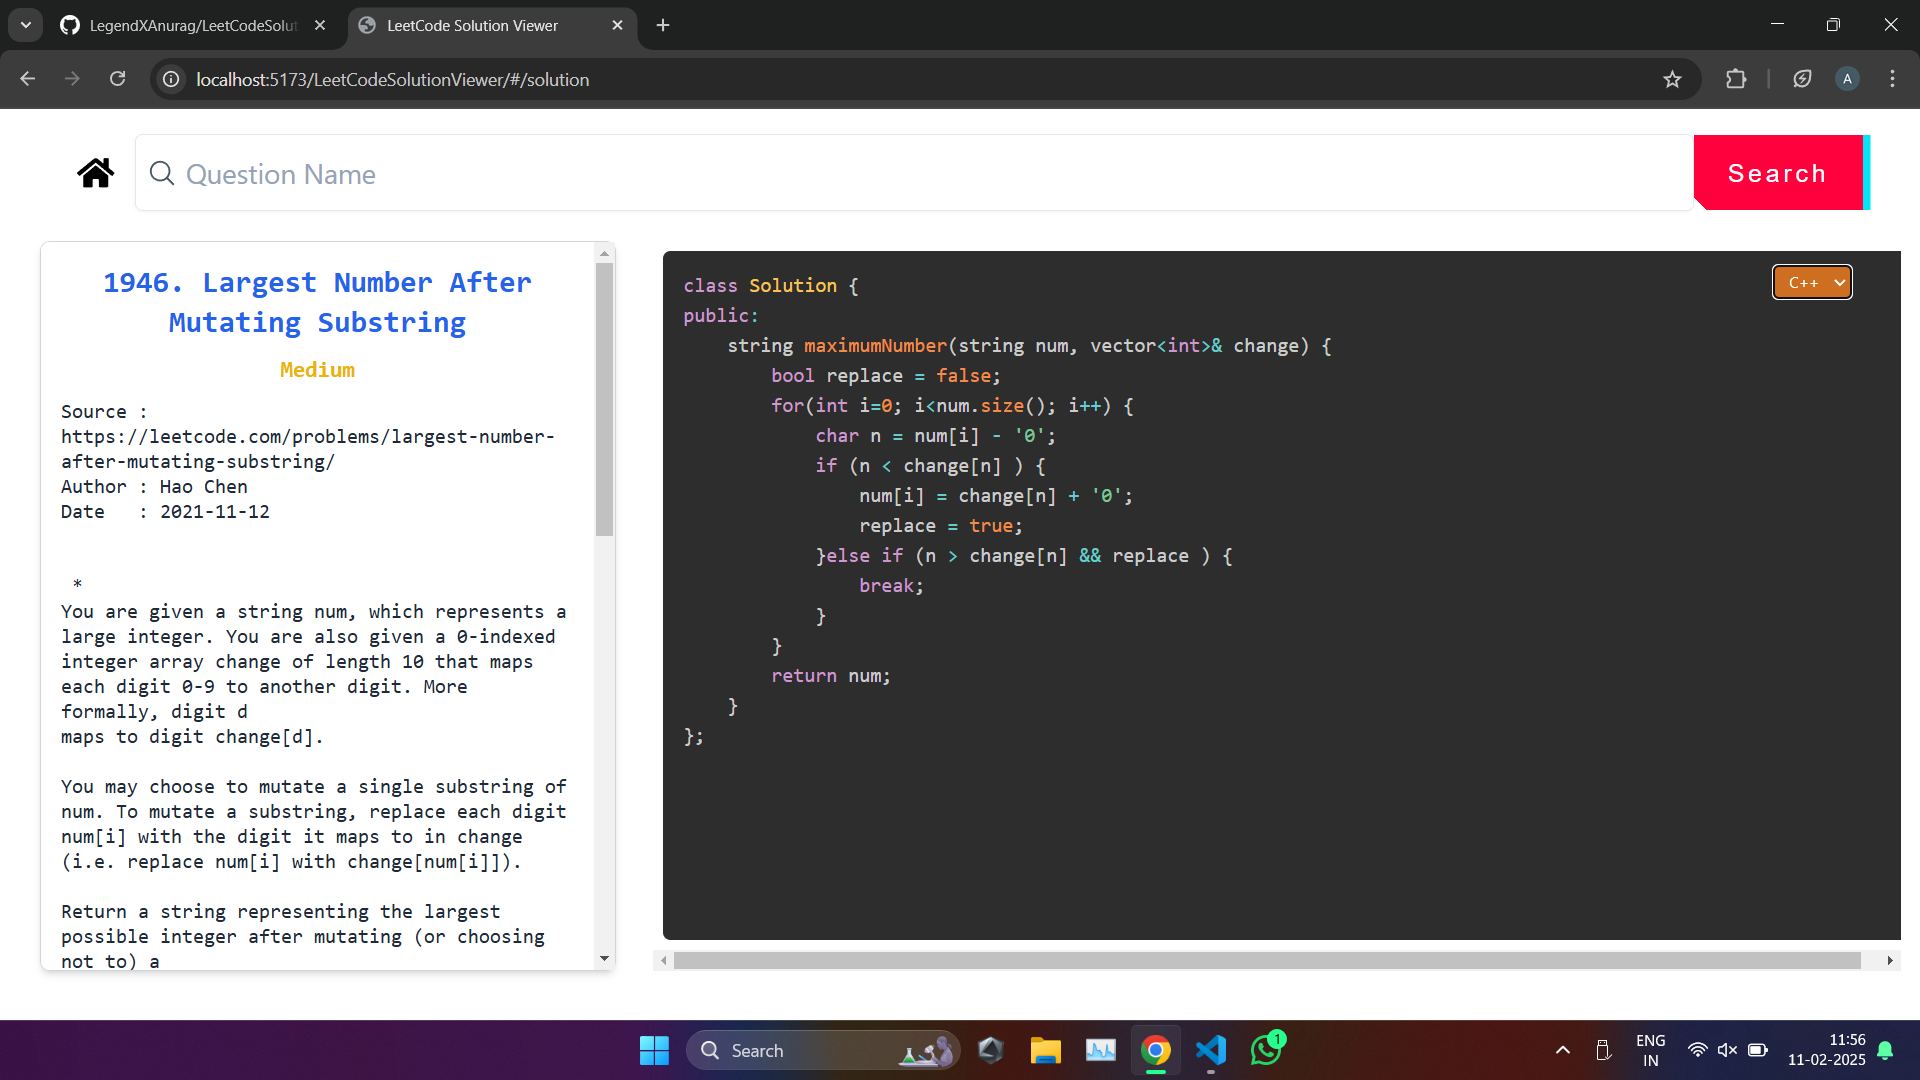 LegendXAnurag/LeetCodeSolut
LeetCode Solution Viewer
localhost:5173/LeetCodeSolutionViewer/#/solution
A
Question Name
Search
1946. Largest Number After
Mutating Substring
Medium
Source :
https://leetcode.com/problems/largest-number-
after-mutating-substring/
Author : Hao Chen
Date   : 2021-11-12
*
You are given a string num, which represents a
large integer. You are also given a 0-indexed
integer array change of length 10 that maps
each digit 0-9 to another digit. More
formally, digit d
maps to digit change[d].
You may choose to mutate a single substring of
num. To mutate a substring, replace each digit
num[i] with the digit it maps to in change
(i.e. replace num[i] with change[num[i]]).
Return a string representing the largest
possible integer after mutating (or choosing
not to) a
C++
class Solution {
public:
    string maximumNumber(string num, vector<int>& change) {
        bool replace = false;
        for(int i=0; i<num.size(); i++) {
            char n = num[i] - '0';
            if (n < change[n] ) {
                num[i] = change[n] + '0';
                replace = true;
            }else if (n > change[n] && replace ) {
                break;
            }
        }
        return num;
    }
};
Search
1
ENG
IN
11:56
11-02-2025